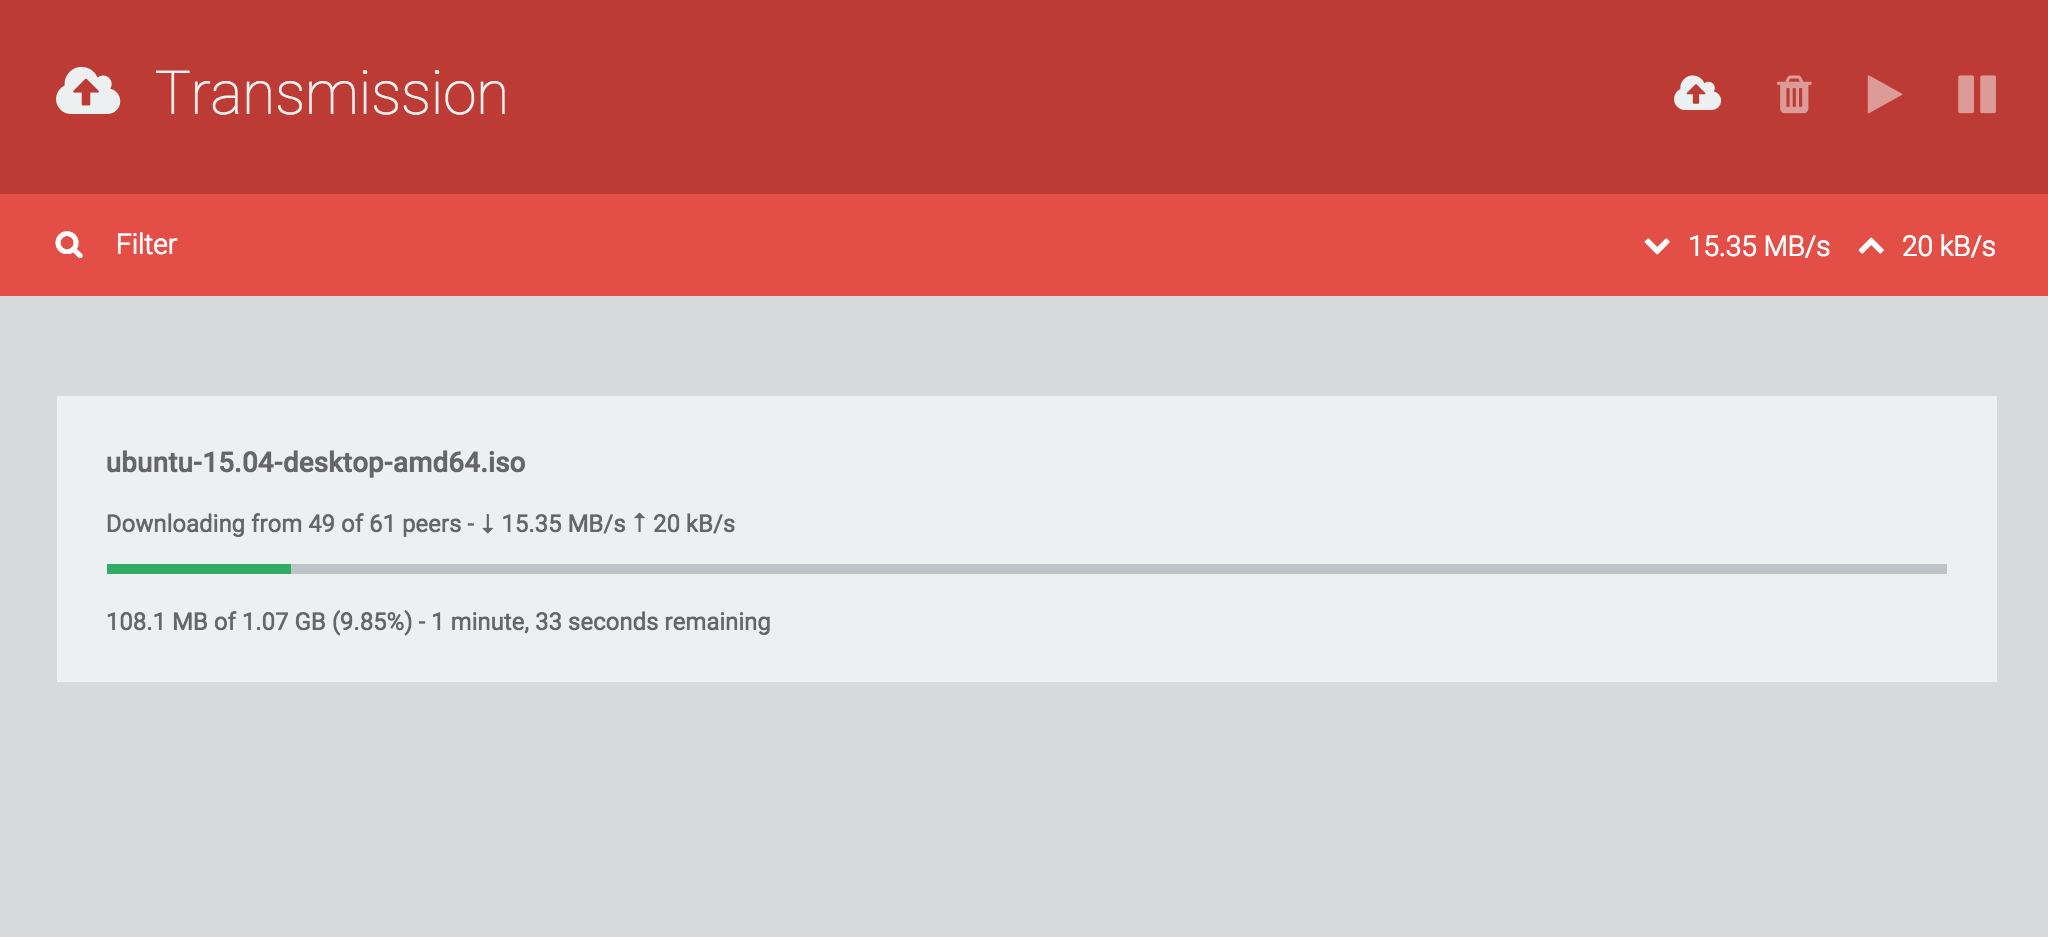 Transmission
Filter
15.35 MB/s 20 kB/s
ubuntu-15.04-desktop-amd64.iso
Downloading from 49 of 61 peers - ↓ 15.35 MB/s ↑ 20 kB/s
108.1 MB of 1.07 GB (9.85%) - 1 minute, 33 seconds remaining